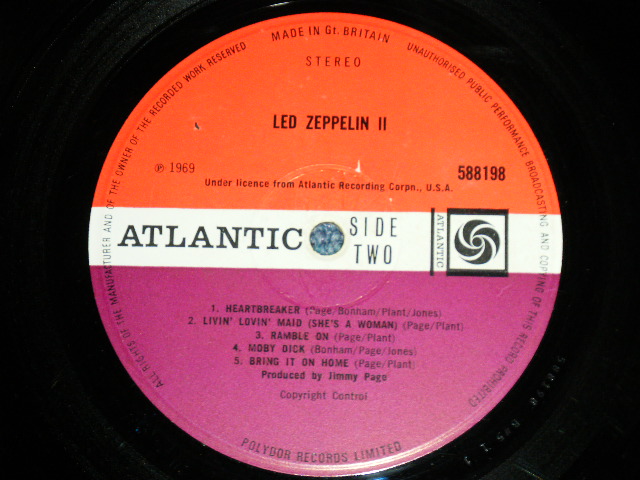 ALL RIGHTS OF THE MANUFACTURER AND OF THE OWNER OF THE RECORDED WORK RESERVED
MADE IN Gt. BRITAIN
UNAUTHORISED PUBLIC PERFORMANCE BROADCASTING AND COPYING OF THIS RECORD PROHIBITED
STEREO
LED ZEPPELIN II
℗ 1969
588198
Under licence from Atlantic Recording Corpn., U.S.A.
ATLANTIC
SIDE
TWO
ATLANTIC
1. HEARTBREAKER (Page/Bonham/Plant/Jones)
2. LIVIN' LOVIN' MAID (SHE'S A WOMAN) (Page/Plant)
3. RAMBLE ON (Page/Plant)
4. MOBY DICK (Bonham/Page/Jones)
5. BRING IT ON HOME (Page/Plant)
Produced by Jimmy Page
Copyright Control
POLYDOR RECORDS LIMITED